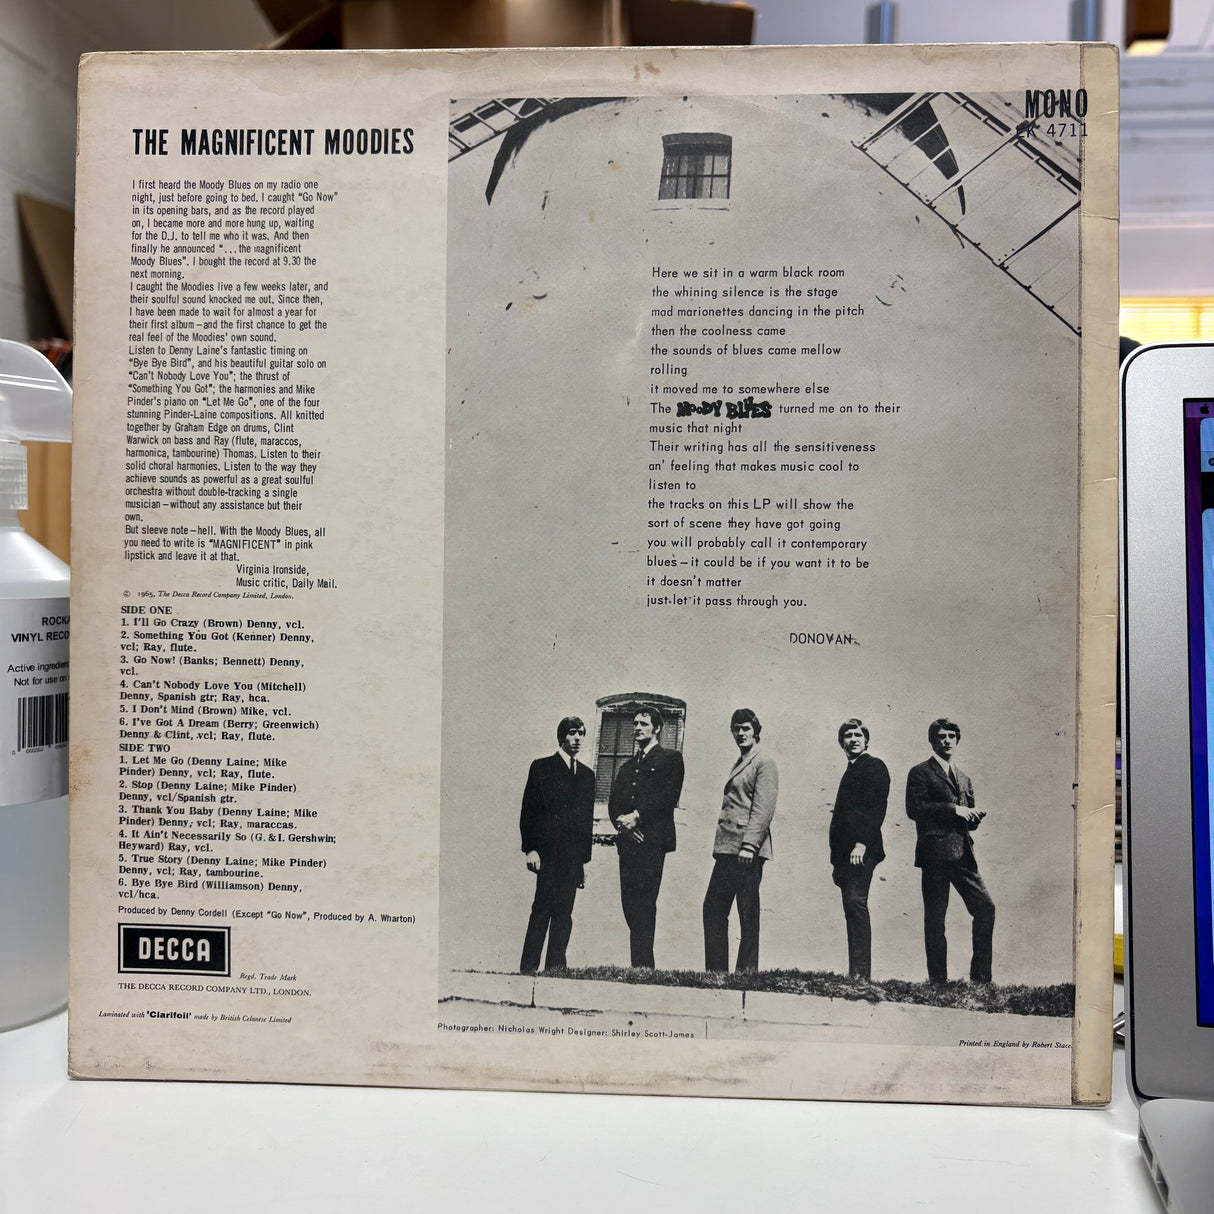 THE MAGNIFICENT MOODIES
I first heard the Moody Blues on my radio one
night, just before going to bed. I caught "Go Now"
in its opening bars, and as the record played
on, I became more and more hung up, waiting
for the D.J. to tell me who it was. And then
finally he announced "...the magnificent
Moody Blues". I bought the record at 9.30 the
next morning.
I caught the Moodies live a few weeks later, and
their soulful sound knocked me out. Since then,
I have been made to wait for almost a year for
their first album–and the first chance to get the
real feel of the Moodies' own sound.
Listen to Denny Laine's fantastic timing on
"Bye Bye Bird", and his beautiful guitar solo on
"Can't Nobody Love You"; the thrust of
"Something You Got"; the harmonies and Mike
Pinder's piano on "Let Me Go", one of the four
stunning Pinder-Laine compositions. All knitted
together by Graham Edge on drums, Clint
Warwick on bass and Ray (flute, maraccos,
harmonica, tambourine) Thomas. Listen to their
solid choral harmonies. Listen to the way they
achieve sounds as powerful as a great soulful
orchestra without double-tracking a single
musician–without any assistance but their
own.
But sleeve note–hell. With the Moody Blues, all
you need to write is "MAGNIFICENT" in pink
lipstick and leave it at that.
Virginia Ironside,
Music critic, Daily Mail.
© 1965, The Decca Record Company Limited, London.
SIDE ONE
1. I'll Go Crazy (Brown) Denny, vcl.
2. Something You Got (Kenner) Denny,
vcl; Ray, flute.
3. Go Now! (Banks; Bennett) Denny,
vcl.
4. Can't Nobody Love You (Mitchell)
Denny, Spanish gtr; Ray, hca.
5. I Don't Mind (Brown) Mike, vcl.
6. I've Got A Dream (Berry; Greenwich)
Denny & Clint, vcl; Ray, flute.
SIDE TWO
1. Let Me Go (Denny Laine; Mike
Pinder) Denny, vcl; Ray, flute.
2. Stop (Denny Laine; Mike Pinder)
Denny, vcl/Spanish gtr.
3. Thank You Baby (Denny Laine; Mike
Pinder) Denny, vcl; Ray, maraccas.
4. It Ain't Necessarily So (G. & I. Gershwin;
Heyward) Ray, vcl.
5. True Story (Denny Laine; Mike Pinder)
Denny, vcl; Ray, tambourine.
6. Bye Bye Bird (Williamson) Denny,
vcl/hca.
Produced by Denny Cordell (Except "Go Now", Produced by A. Wharton)
DECCA
Regd. Trade Mark
THE DECCA RECORD COMPANY LTD., LONDON.
Laminated with 'Clarifoil' made by British Celanese Limited
MONO
LK 4711
Here we sit in a warm black room
the whining silence is the stage
mad marionettes dancing in the pitch
then the coolness came
the sounds of blues came mellow
rolling
it moved me to somewhere else
The MOODY BLUES turned me on to their
music that night
Their writing has all the sensitiveness
an' feeling that makes music cool to
listen to
the tracks on this LP will show the
sort of scene they have got going
you will probably call it contemporary
blues–it could be if you want it to be
it doesn't matter
just let it pass through you.
DONOVAN
Photographer: Nicholas Wright Designer: Shirley Scott-James
Printed in England by Robert Stace.
ROCKA
VINYL RECO
Active ingredien
Not for use on